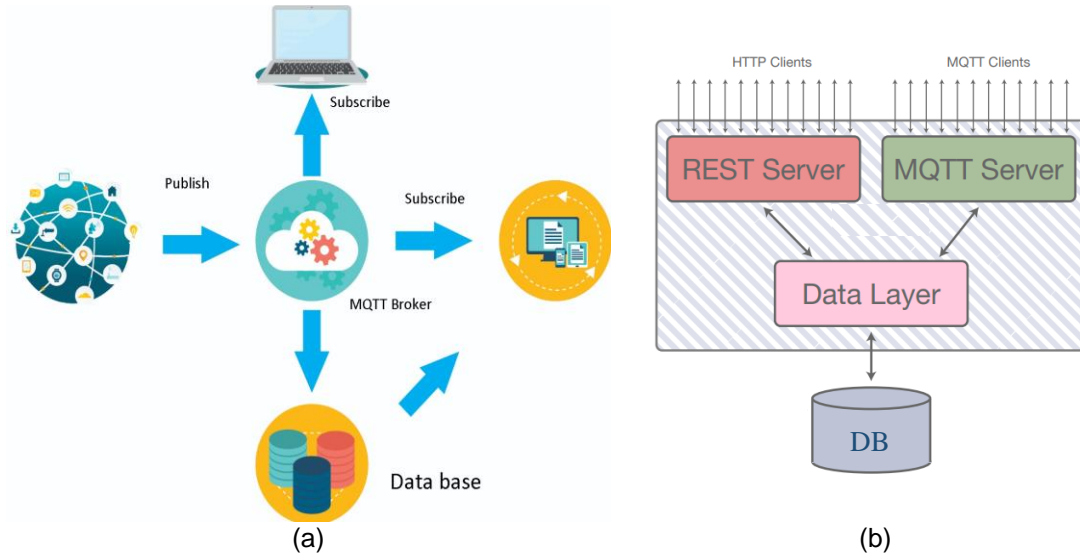 Subscribe
Publish
Subscribe
MQTT Broker
Data base
(a)
HTTP Clients
MQTT Clients
REST Server
MQTT Server
Data Layer
DB
(b)